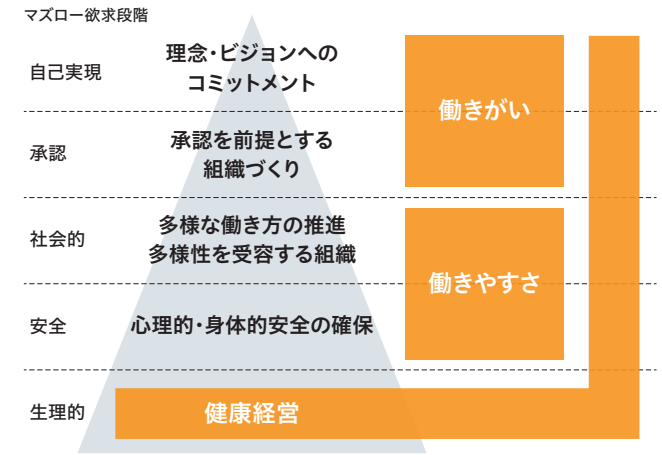 マズロー欲求段階
自己実現
理念・ビジョンへの
コミットメント
働きがい
承認
承認を前提とする
組織づくり
社会的
多様な働き方の推進
多様性を受容する組織
働きやすさ
安全
心理的・身体的安全の確保
生理的
健康経営